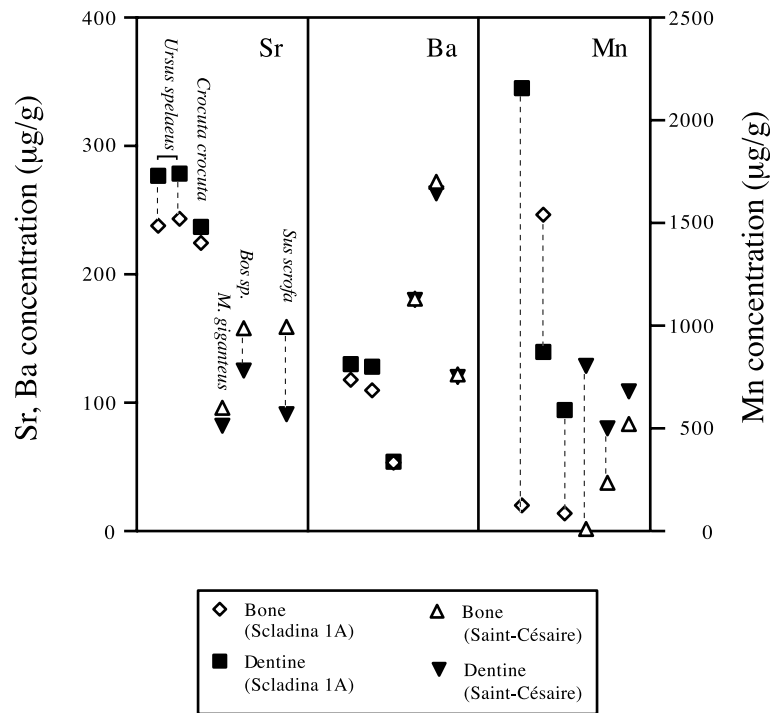 Sr, Ba concentration (µg/g)
400
300
200
100
0
Sr
Ba
Mn
Ursus spelaeus
Crocuta crocuta
M. giganteus
Bos sp.
Sus scrofa
2500
2000
1500
1000
500
0
Mn concentration (µg/g)
Bone
(Scladina 1A)
Dentine
(Scladina 1A)
Bone
(Saint-Césaire)
Dentine
(Saint-Césaire)